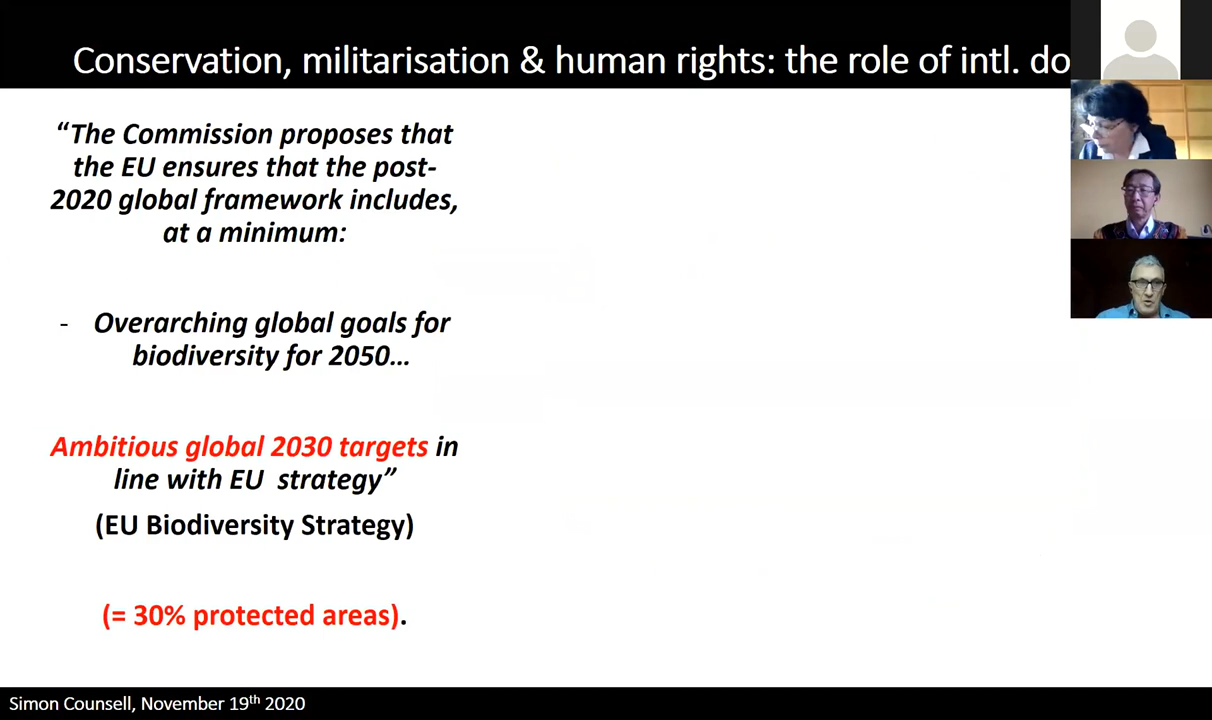 Conservation, militarisation & human rights: the role of intl. do
“The Commission proposes that
the EU ensures that the post-
2020 global framework includes,
at a minimum:
- Overarching global goals for
biodiversity for 2050...
Ambitious global 2030 targets in
line with EU strategy”
(EU Biodiversity Strategy)
(= 30% protected areas).
Simon Counsell, November 19th 2020